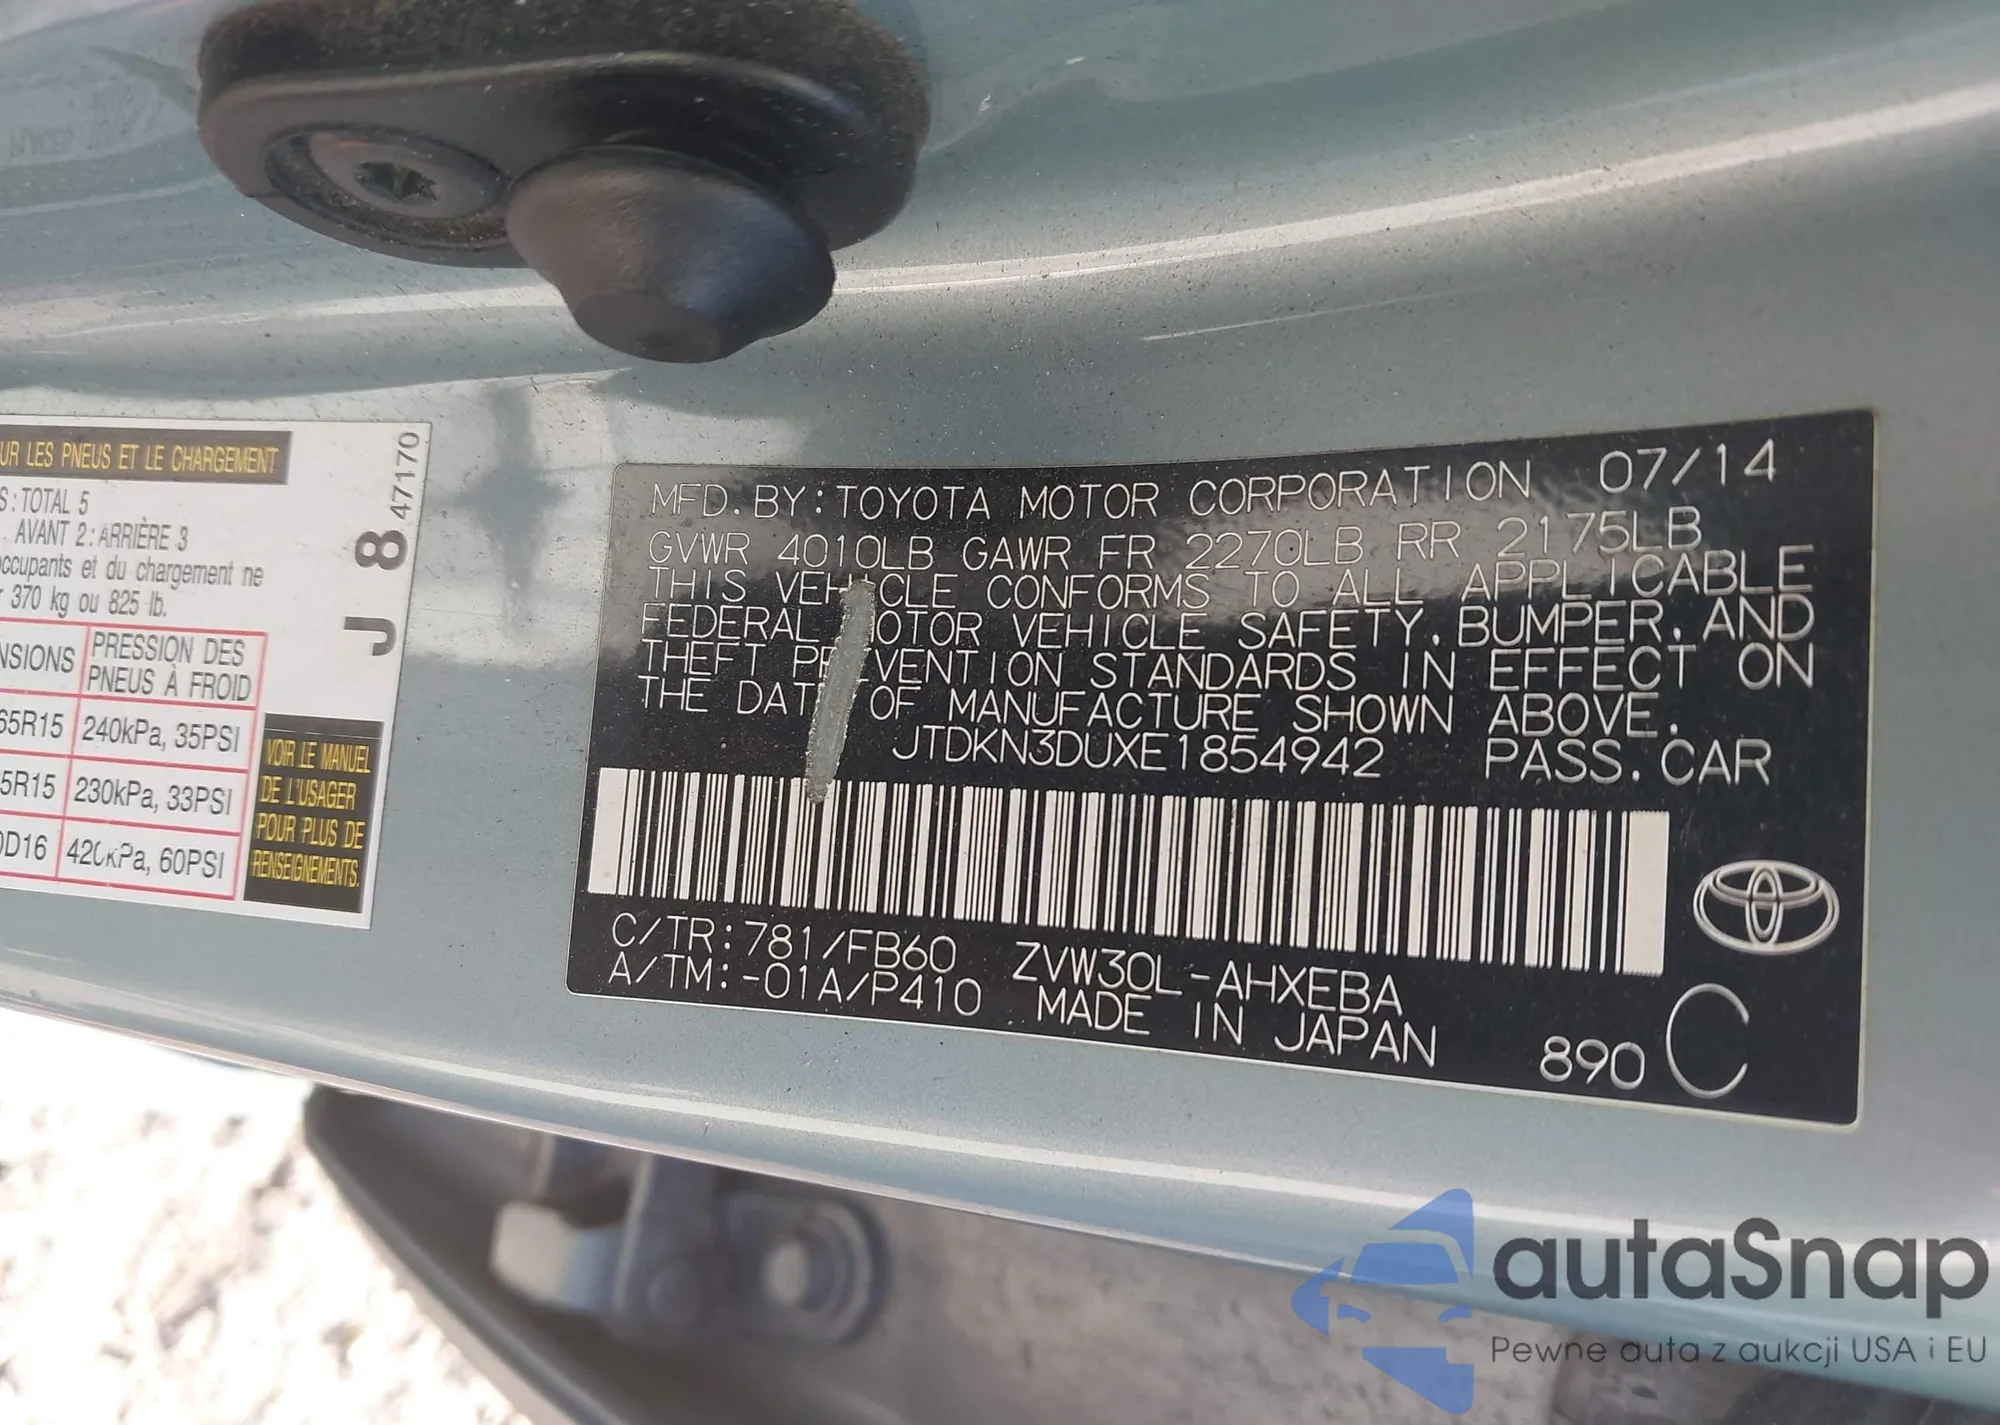 UR LES PNEUS ET LE CHARGEMENT
S : TOTAL 5
AVANT 2 : ARRIÈRE 3
occupants et du chargement ne
370 kg ou 825 lb.
NSIONS PRESSION DES PNEUS À FROID
65R15 240kPa, 35PSI
5R15 230kPa, 33PSI
0D16 420kPa, 60PSI
VOIR LE MANUEL
DE L'USAGER
POUR PLUS DE
RENSEIGNEMENTS.
J 8 47170
MFD. BY: TOYOTA MOTOR CORPORATION 07/14
GVWR 4010LB GAWR FR 2270LB RR 2175LB
THIS VEHICLE CONFORMS TO ALL APPLICABLE
FEDERAL MOTOR VEHICLE SAFETY, BUMPER, AND
THEFT PREVENTION STANDARDS IN EFFECT ON
THE DATE OF MANUFACTURE SHOWN ABOVE.
JTDKN3DUXE1854942 PASS. CAR
C/TR: 781/FB60 ZVW30L-AHXEBA
A/TM: -01A/P410 MADE IN JAPAN
890 C
autaSnap
Pewne auta z aukcji USA i EU